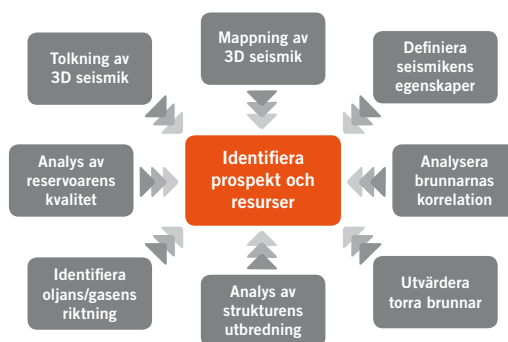 Tolkning av
3D seismik
Mappning av
3D seismik
Definiera
seismikens
egenskaper
Analys av
reservoarens
kvalitet
Identifiera
prospekt och
resurser
Analysera
brunnarnas
korrelation
Identifiera
oljans/gasens
riktning
Analys av
strukturens
utbredning
Utvärdera
torra brunnar